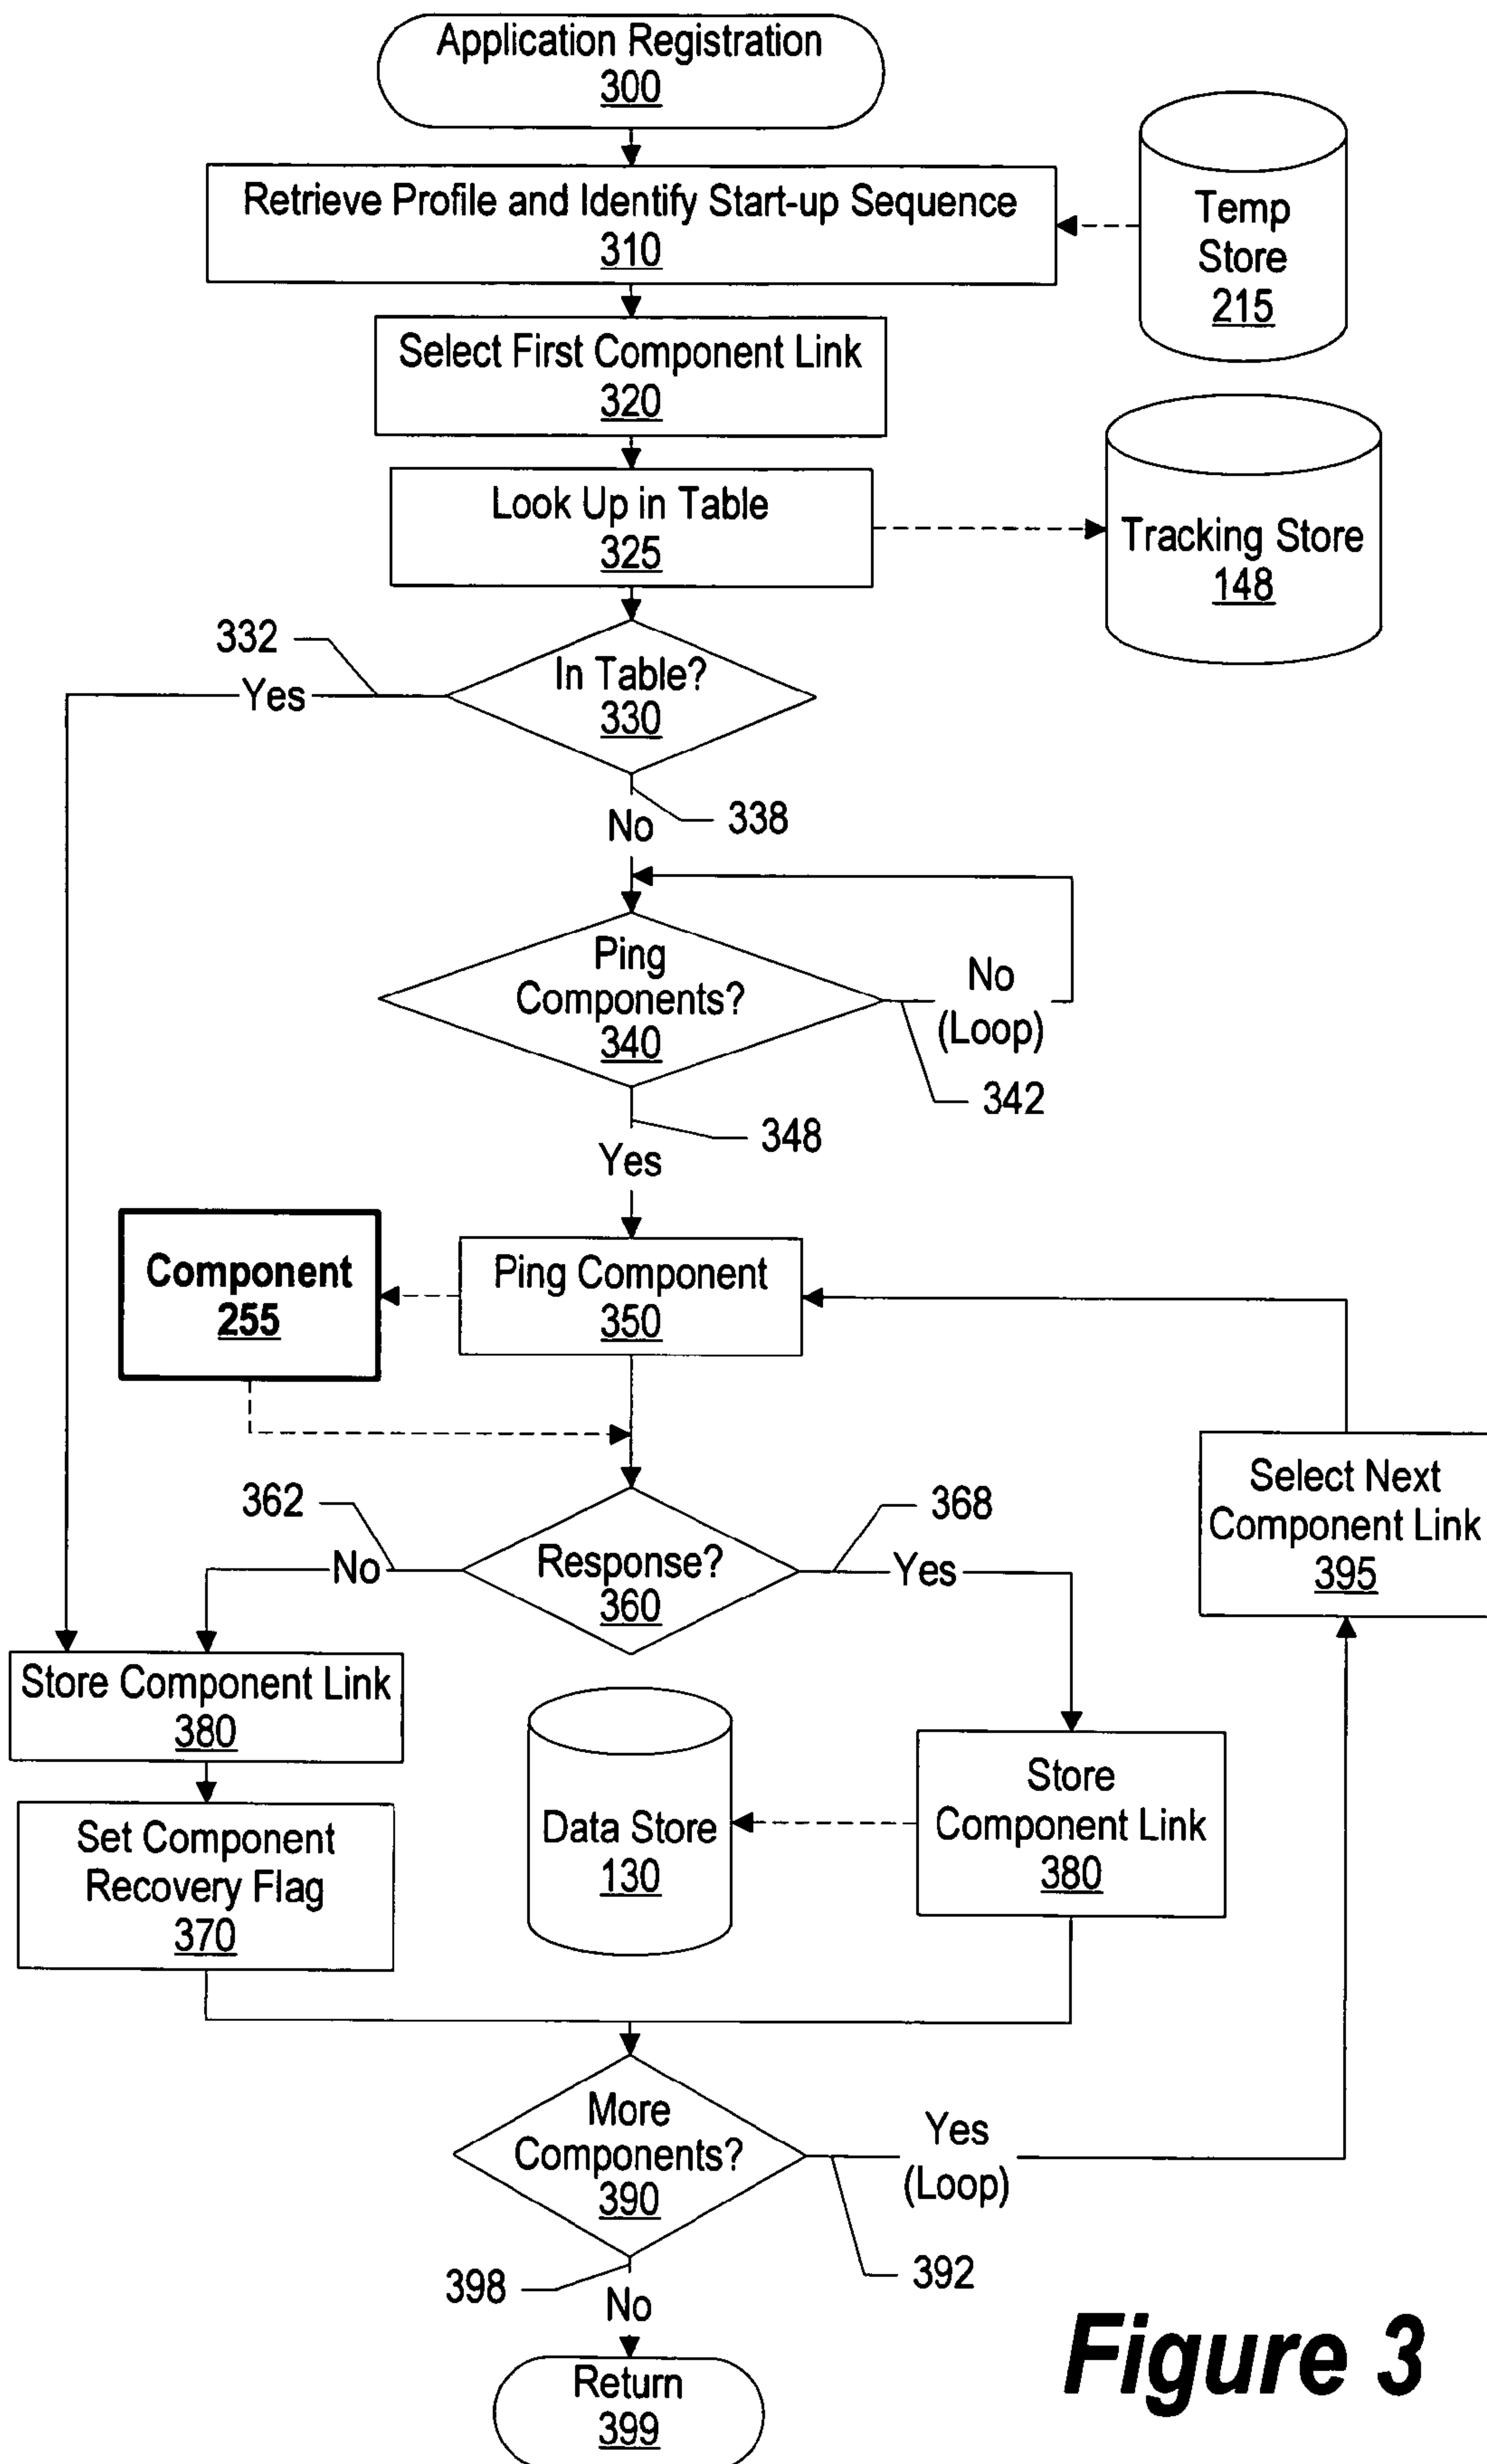 Application Registration
300
Retrieve Profile and Identify Start-up Sequence
310
Temp
Store
215
Select First Component Link
320
Look Up in Table
325
Tracking Store
148
332
Yes
In Table?
330
338
No
Ping
Components?
340
No
(Loop)
342
348
Yes
Component
255
Ping Component
350
Select Next
Component Link
395
362
368
No
Response?
360
Yes
Store Component Link
380
Data Store
130
Store
Component Link
380
Set Component
Recovery Flag
370
More
Components?
390
Yes
(Loop)
392
398
No
Return
399
Figure 3